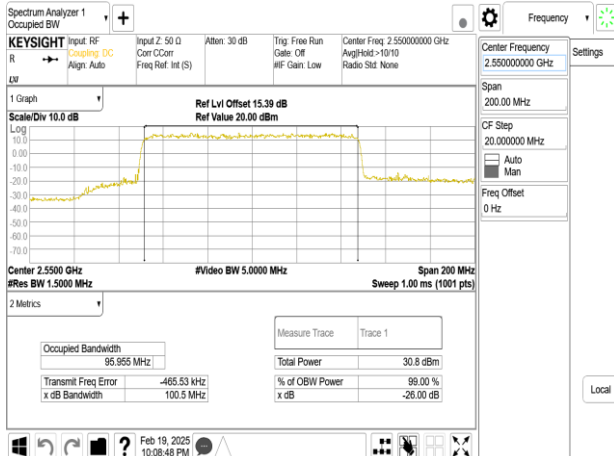 Spectrum Analyzer 1
Occupied BW
KEYSIGHT
R
Input: RF
Coupling: DC
Align: Auto
Input Z: 50 Ω
Corr CCorr
Freq Ref: Int (S)
Atten: 30 dB
Trig: Free Run
Gate: Off
#IF Gain: Low
Center Freq: 2.550000000 GHz
Avg|Hold:>10/10
Radio Std: None
LXI
1 Graph
Scale/Div 10.0 dB
Ref Lvl Offset 15.39 dB
Ref Value 20.00 dBm
Log
10.0
0.00
-10.0
-20.0
-30.0
-40.0
-50.0
-60.0
-70.0
Center 2.5500 GHz
#Res BW 1.5000 MHz
#Video BW 5.0000 MHz
Span 200 MHz
Sweep 1.00 ms (1001 pts)
2 Metrics
Measure Trace
Trace 1
Occupied Bandwidth
95.955 MHz
Total Power
30.8 dBm
Transmit Freq Error
-465.53 kHz
% of OBW Power
99.00 %
x dB Bandwidth
100.5 MHz
x dB
-26.00 dB
Feb 19, 2025
10:08:48 PM
Frequency
Center Frequency
2.550000000 GHz
Settings
Span
200.00 MHz
CF Step
20.000000 MHz
Auto
Man
Freq Offset
0 Hz
Local